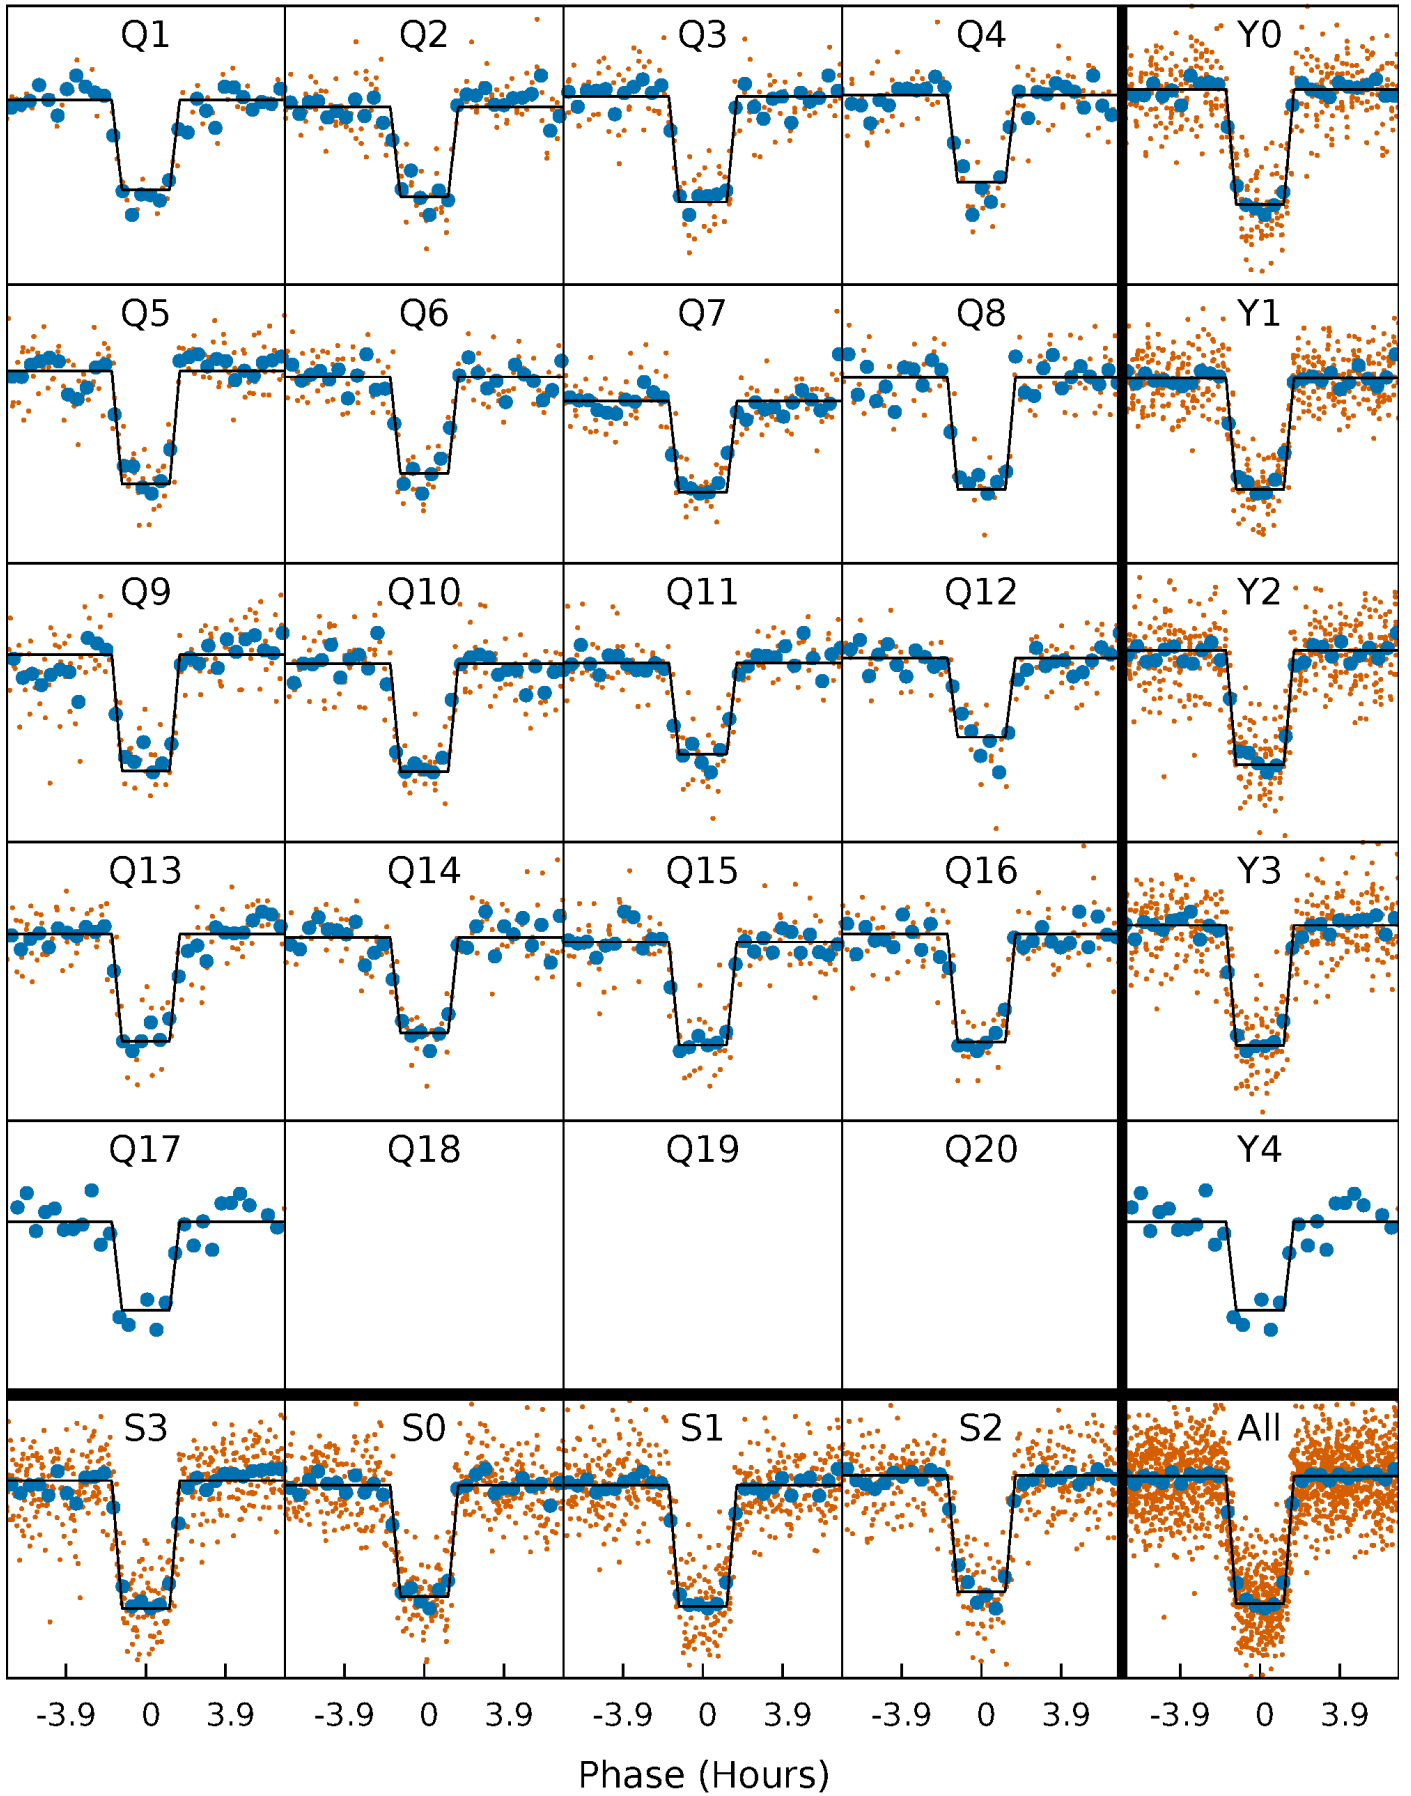 Q1 Q2 Q3 Q4 Y0
Q5 Q6 Q7 Q8 Y1
Q9 Q10 Q11 Q12 Y2
Q13 Q14 Q15 Q16 Y3
Q17 Q18 Q19 Q20 Y4
S3 S0 S1 S2 All
-3.9 0 3.9 -3.9 0 3.9 -3.9 0 3.9 -3.9 0 3.9 -3.9 0 3.9
Phase (Hours)